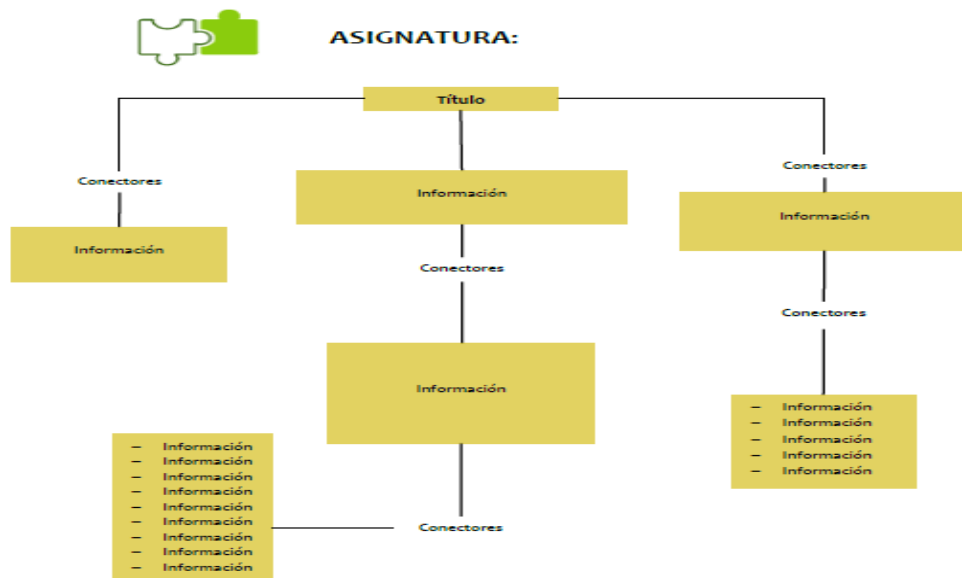 ASIGNATURA:
Título
Conectores
Información
Información
Conectores
Información
– Información
– Información
– Información
– Información
– Información
– Información
– Información
– Información
– Información
Conectores
Conectores
Información
Conectores
– Información
– Información
– Información
– Información
– Información